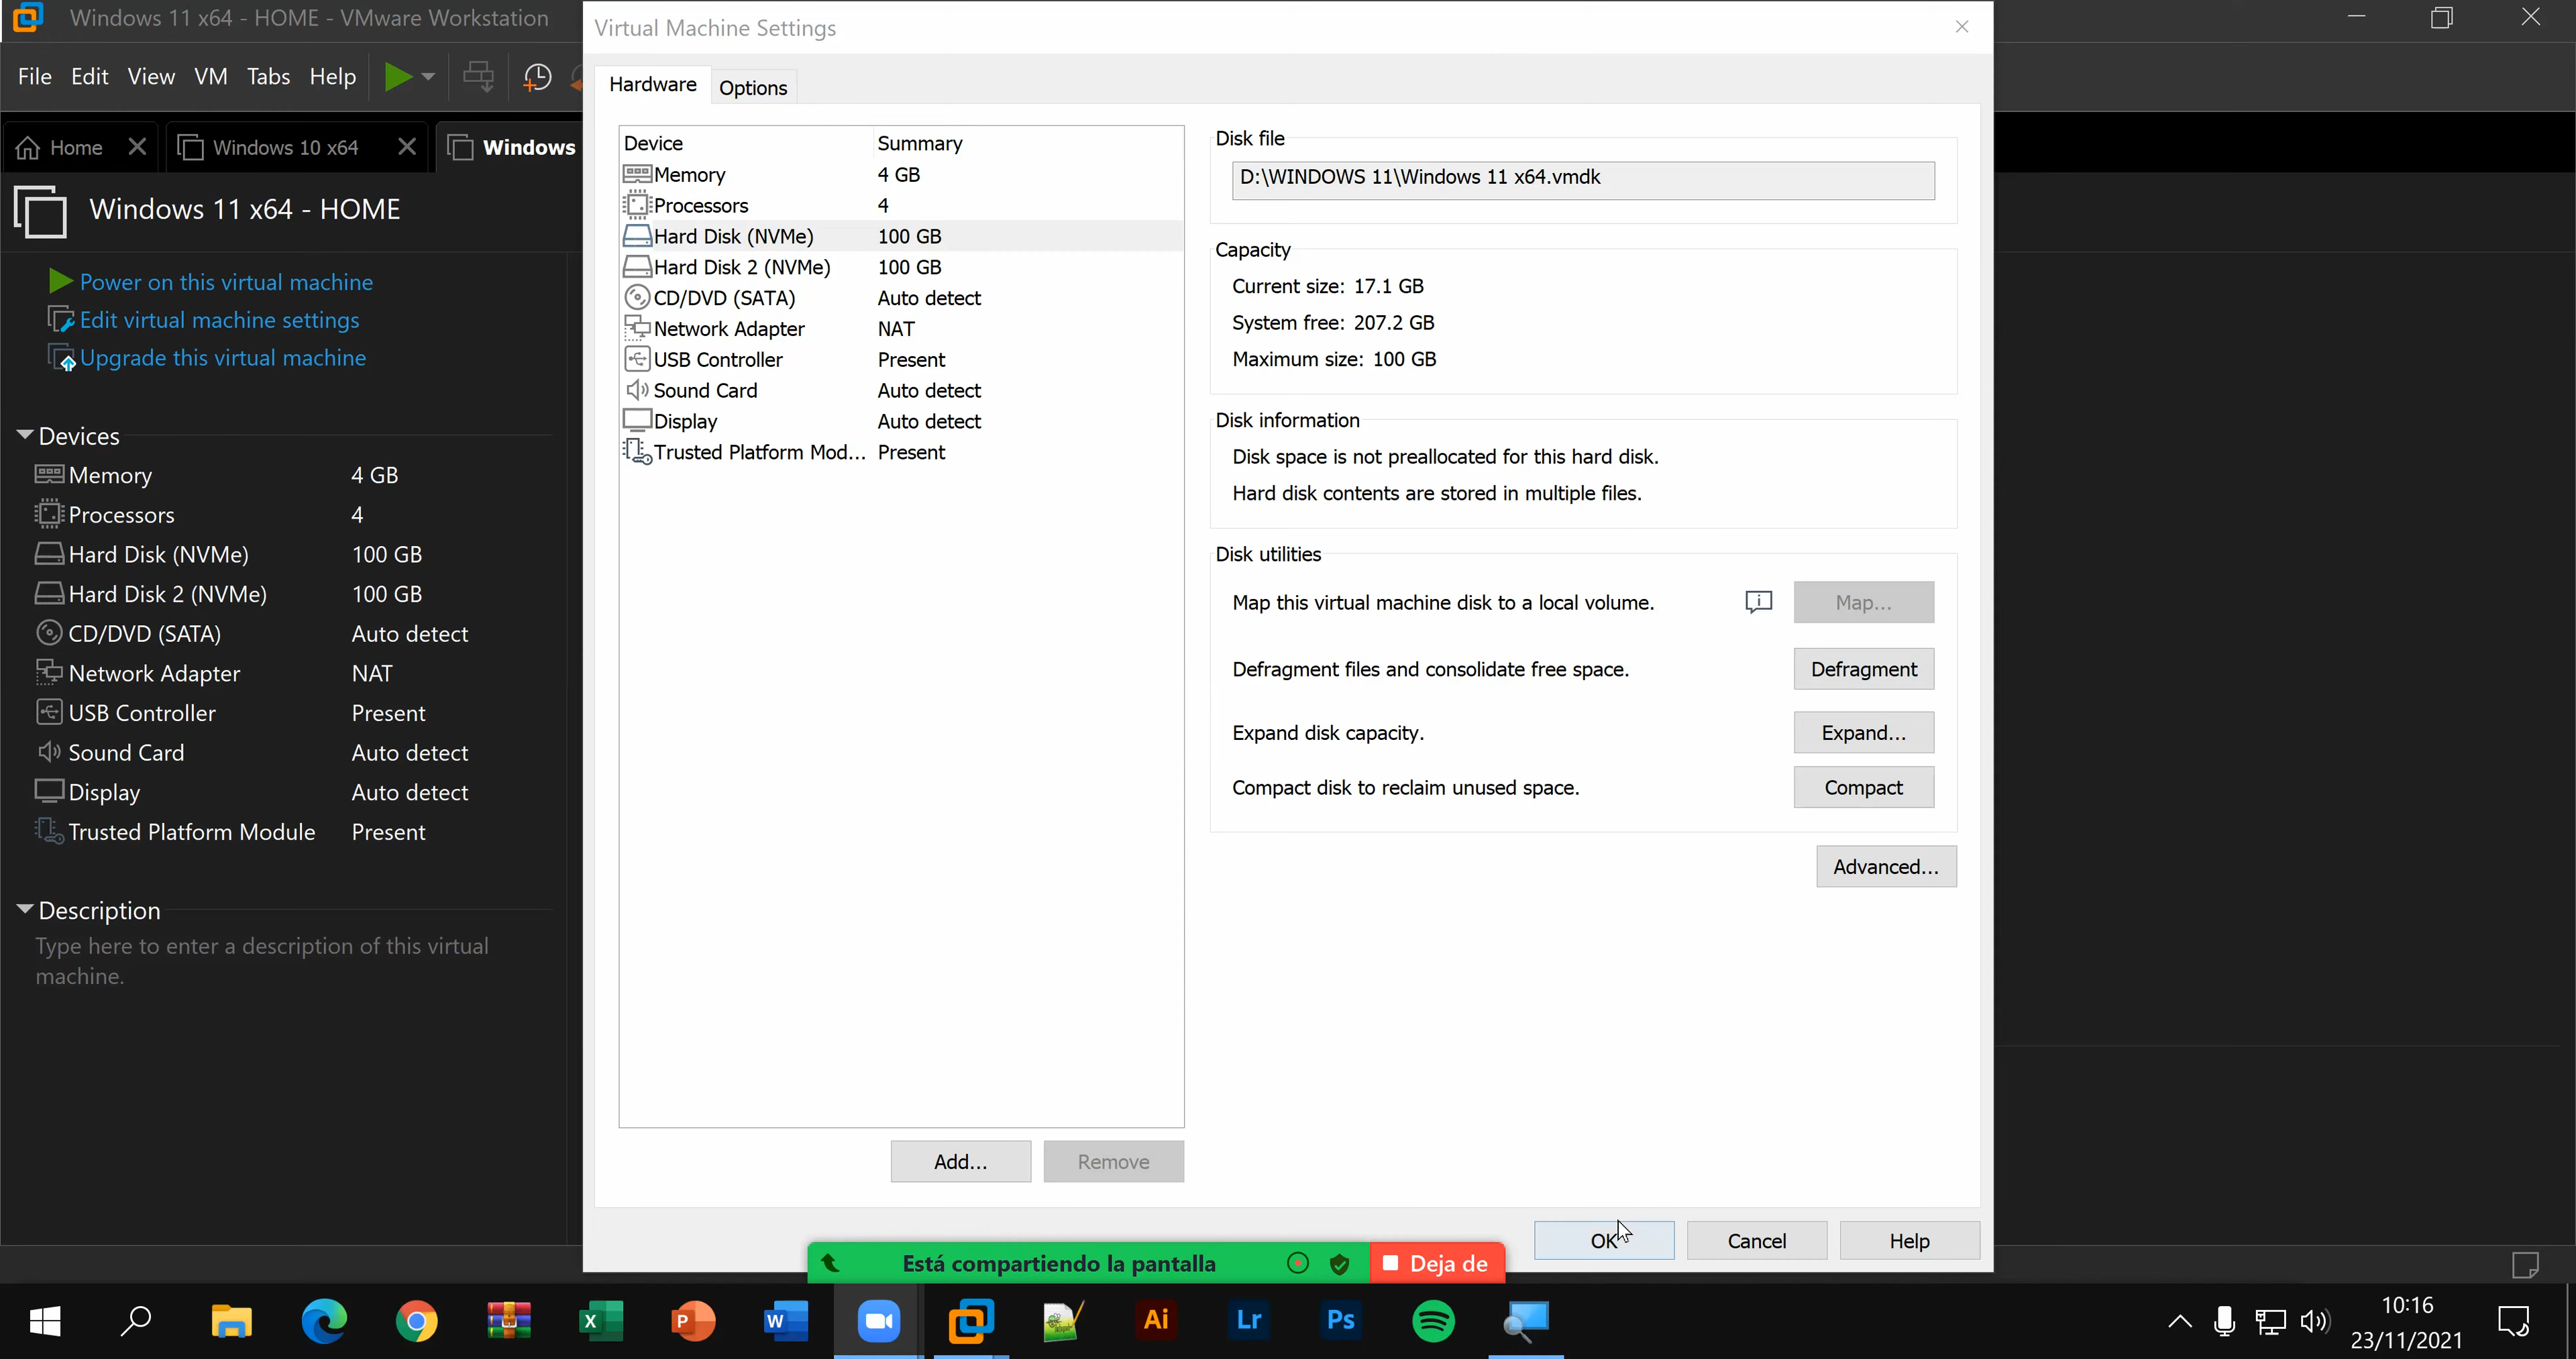 Windows 11 x64 - HOME - VMware Workstation
File Edit View VM Tabs Help
Home
Windows 10 x64
Windows
Windows 11 x64 - HOME
Power on this virtual machine
Edit virtual machine settings
Upgrade this virtual machine
Devices
Memory 4 GB
Processors 4
Hard Disk (NVMe) 100 GB
Hard Disk 2 (NVMe) 100 GB
CD/DVD (SATA) Auto detect
Network Adapter NAT
USB Controller Present
Sound Card Auto detect
Display Auto detect
Trusted Platform Module Present
Description
Type here to enter a description of this virtual
machine.
Virtual Machine Settings
Hardware Options
Device Summary
Memory 4 GB
Processors 4
Hard Disk (NVMe) 100 GB
Hard Disk 2 (NVMe) 100 GB
CD/DVD (SATA) Auto detect
Network Adapter NAT
USB Controller Present
Sound Card Auto detect
Display Auto detect
Trusted Platform Mod... Present
Add... Remove
Disk file
D:\WINDOWS 11\Windows 11 x64.vmdk
Capacity
Current size: 17.1 GB
System free: 207.2 GB
Maximum size: 100 GB
Disk information
Disk space is not preallocated for this hard disk.
Hard disk contents are stored in multiple files.
Disk utilities
Map this virtual machine disk to a local volume. Map...
Defragment files and consolidate free space. Defragment
Expand disk capacity. Expand...
Compact disk to reclaim unused space. Compact
Advanced...
OK Cancel Help
Está compartiendo la pantalla Deja de
Ai Lr Ps
10:16
23/11/2021